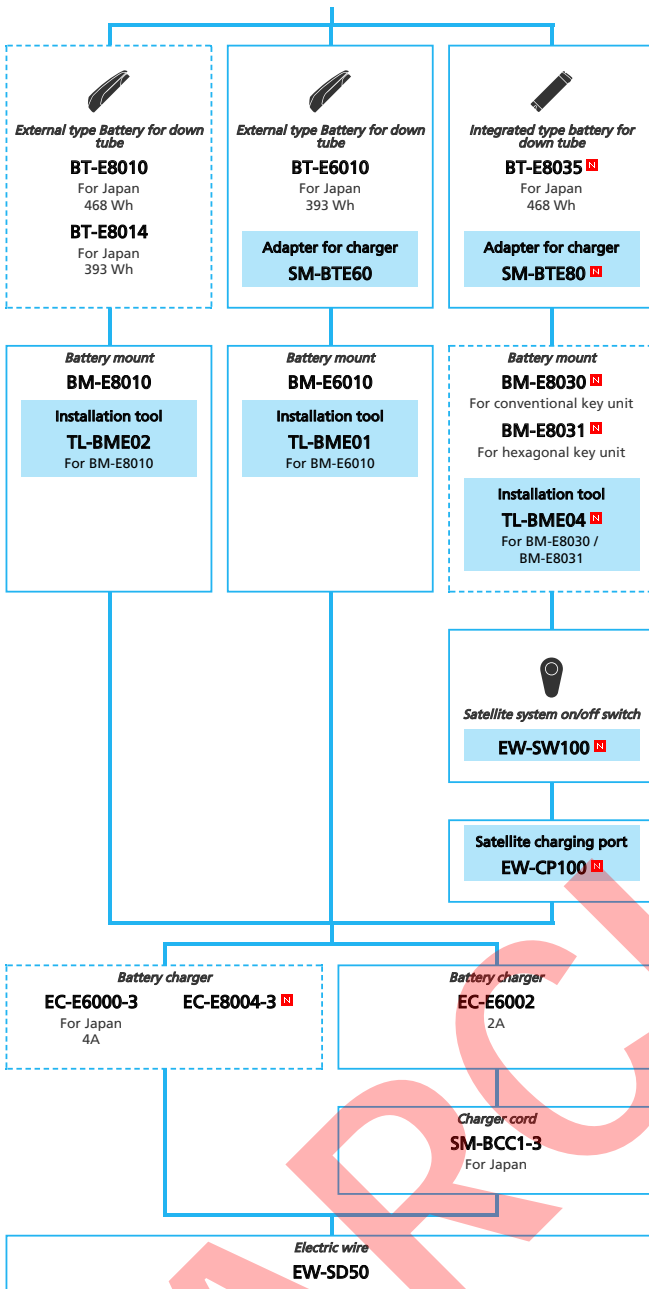 External type Battery for down
tube
BT-E8010
For Japan
468 Wh
BT-E8014
For Japan
393 Wh
External type Battery for down
tube
BT-E6010
For Japan
393 Wh
Adapter for charger
SM-BTE60
Integrated type battery for
down tube
BT-E8035 N
For Japan
468 Wh
Adapter for charger
SM-BTE80 N
Battery mount
BM-E8010
Installation tool
TL-BME02
For BM-E8010
Battery mount
BM-E6010
Installation tool
TL-BME01
For BM-E6010
Battery mount
BM-E8030 N
For conventional key unit
BM-E8031 N
For hexagonal key unit
Installation tool
TL-BME04 N
For BM-E8030 /
BM-E8031
Satellite system on/off switch
EW-SW100 N
Satellite charging port
EW-CP100 N
Battery charger
EC-E6000-3 EC-E8004-3 N
For Japan
4A
Battery charger
EC-E6002
2A
Charger cord
SM-BCC1-3
For Japan
Electric wire
EW-SD50